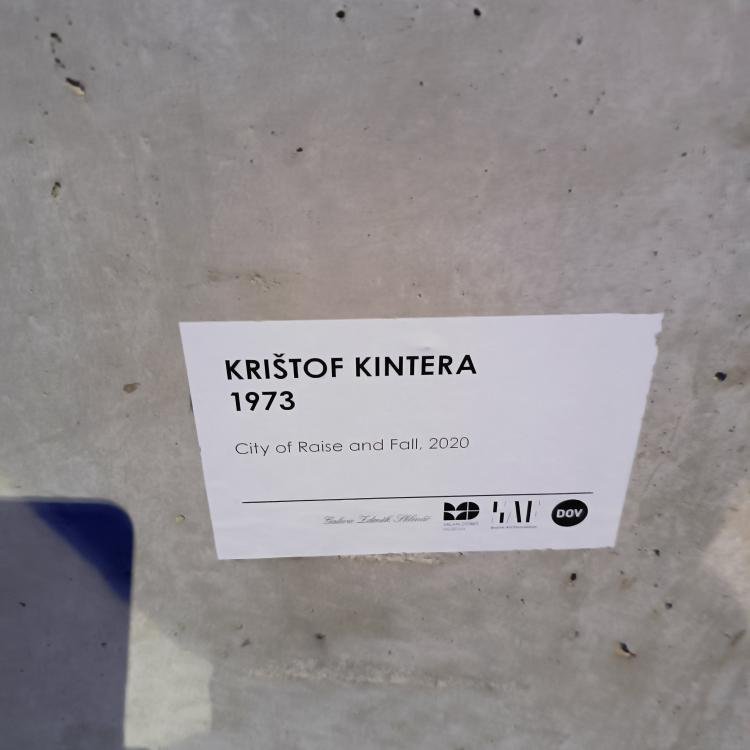 KRIŠTOF KINTERA
1973
City of Raise and Fall, 2020
Galerie Zdeněk Sklenář
DOV